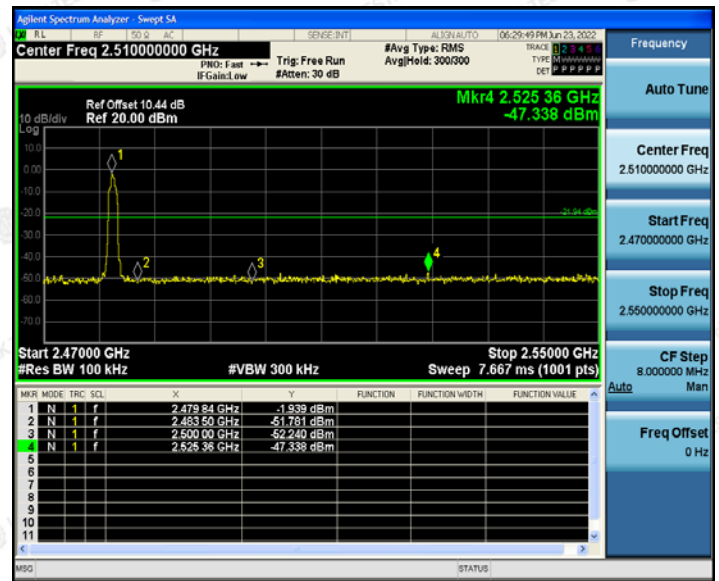 Agilent Spectrum Analyzer - Swept SA
RL RF 50 Ω AC SENSE:INT ALIGNAUTO 06:29:49 PM Jun 23, 2022
Center Freq 2.510000000 GHz
PNO: Fast
IFGain:Low
Trig: Free Run
#Atten: 30 dB
#Avg Type: RMS
Avg|Hold: 300/300
TRACE 1 2 3 4 5 6
TYPE M
DET P P P P P P
Frequency
Mkr4 2.525 36 GHz
-47.338 dBm
Ref Offset 10.44 dB
Ref 20.00 dBm
10 dB/div
Log
10.0
0.00
-10.0
-20.0
-30.0
-40.0
-50.0
-60.0
-70.0
1
2
3
4
-21.94 dBm
Start 2.47000 GHz Stop 2.55000 GHz
#Res BW 100 kHz #VBW 300 kHz Sweep 7.667 ms (1001 pts)
MKR MODE TRC SCL X Y FUNCTION FUNCTION WIDTH FUNCTION VALUE
1 N 1 f 2.479 84 GHz -1.939 dBm
2 N 1 f 2.483 50 GHz -51.781 dBm
3 N 1 f 2.500 00 GHz -52.240 dBm
4 N 1 f 2.525 36 GHz -47.338 dBm
5
6
7
8
9
10
11
MSG STATUS
Auto Tune
Center Freq
2.510000000 GHz
Start Freq
2.470000000 GHz
Stop Freq
2.550000000 GHz
CF Step
8.000000 MHz
Auto Man
Freq Offset
0 Hz